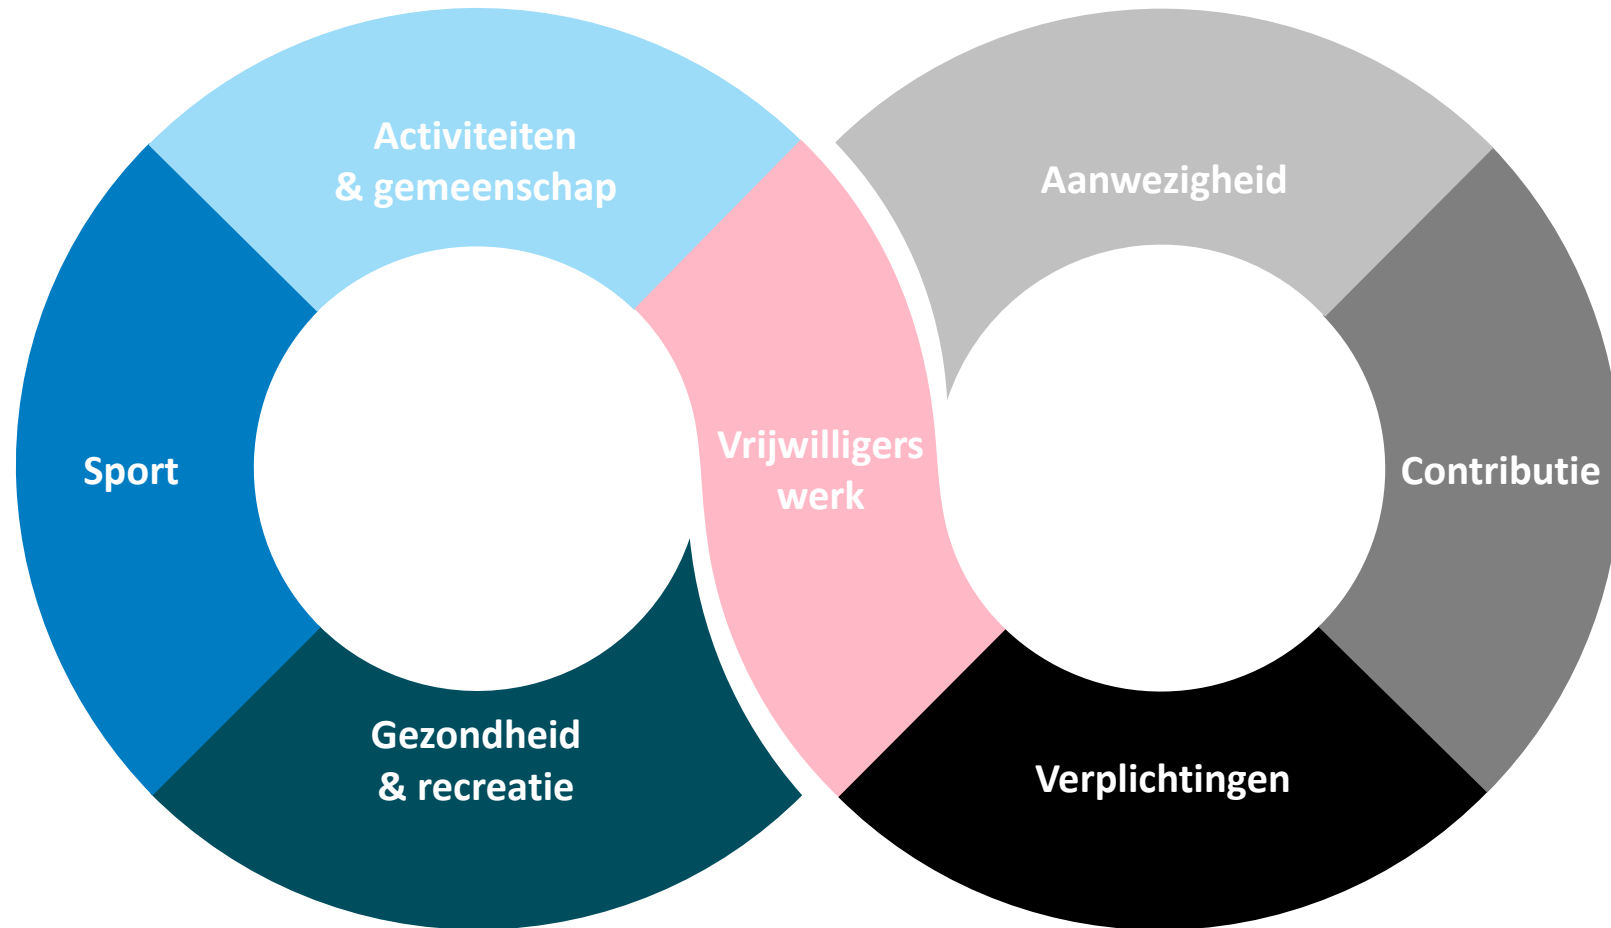 Activiteiten
& gemeenschap
Aanwezigheid
Sport
Vrijwilligers
werk
Contributie
Gezondheid
& recreatie
Verplichtingen